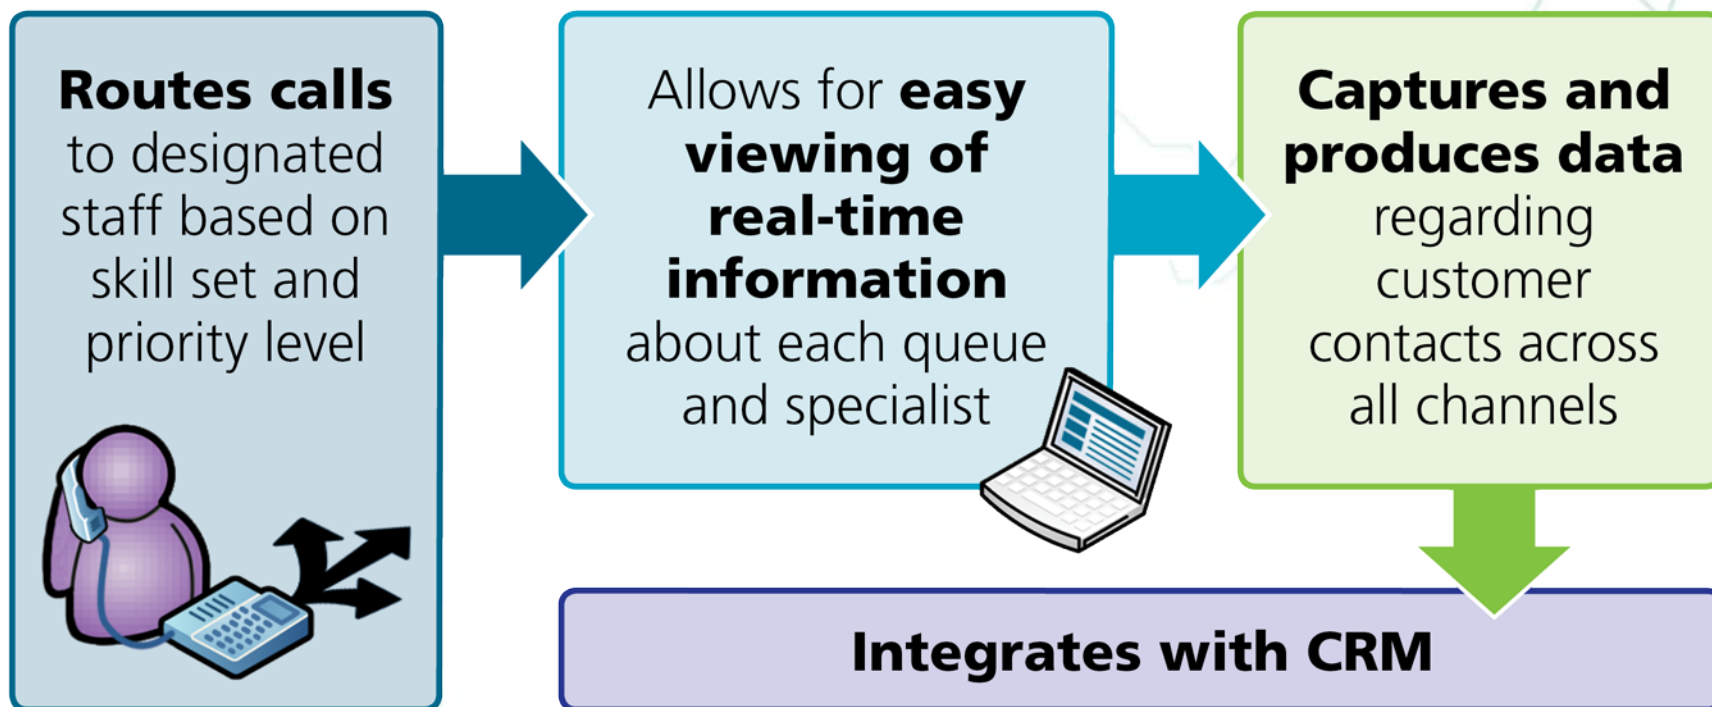 Routes calls
to designated
staff based on
skill set and
priority level
Allows for easy
viewing of
real-time
information
about each queue
and specialist
Captures and
produces data
regarding
customer
contacts across
all channels
Integrates with CRM